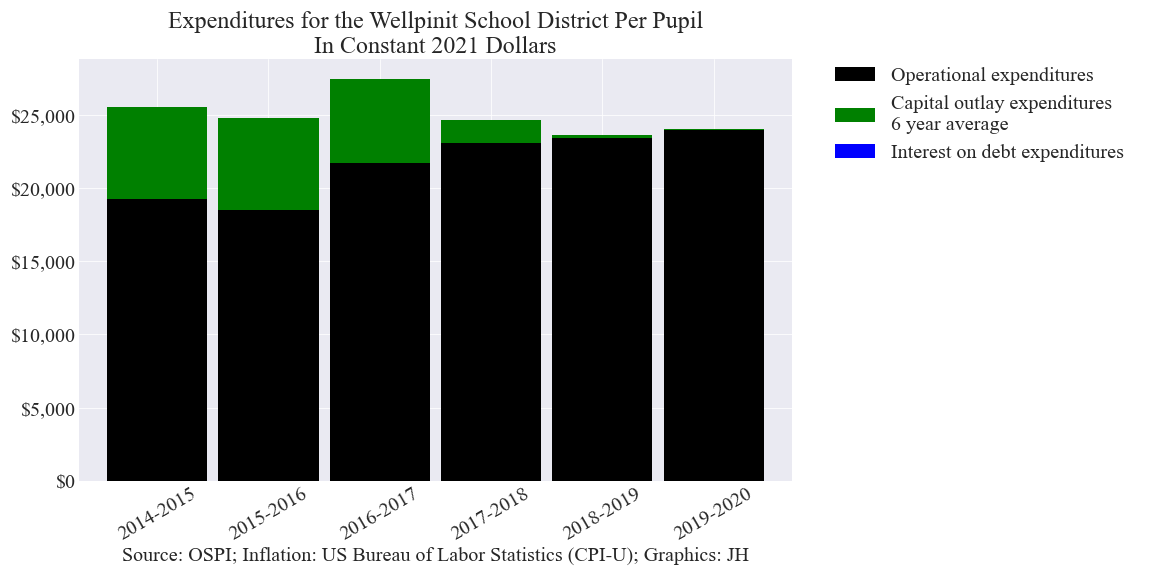 Expenditures for the Wellpinit School District Per Pupil
In Constant 2021 Dollars
Operational expenditures
Capital outlay expenditures
6 year average
Interest on debt expenditures
$25,000
$20,000
$15,000
$10,000
$5,000
$0
2014-2015
2015-2016
2016-2017
2017-2018
2018-2019
2019-2020
Source: OSPI; Inflation: US Bureau of Labor Statistics (CPI-U); Graphics: JH